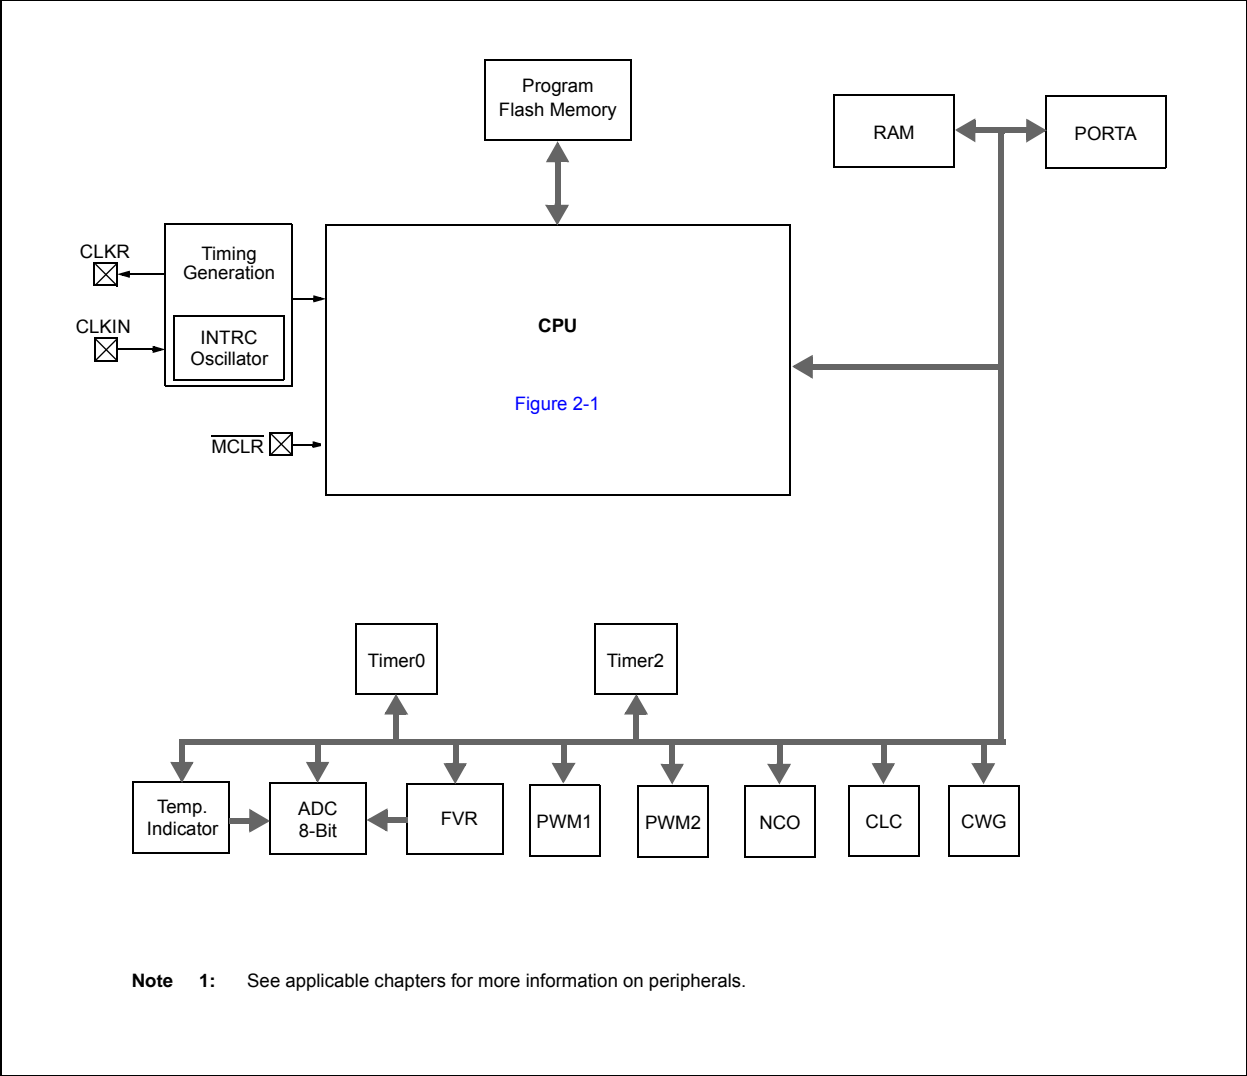 Program
Flash Memory
RAM
PORTA
CLKR
Timing
Generation
CLKIN
INTRC
Oscillator
CPU
Figure 2-1
MCLR
Timer0
Timer2
Temp.
Indicator
ADC
8-Bit
FVR
PWM1
PWM2
NCO
CLC
CWG
Note 1: See applicable chapters for more information on peripherals.